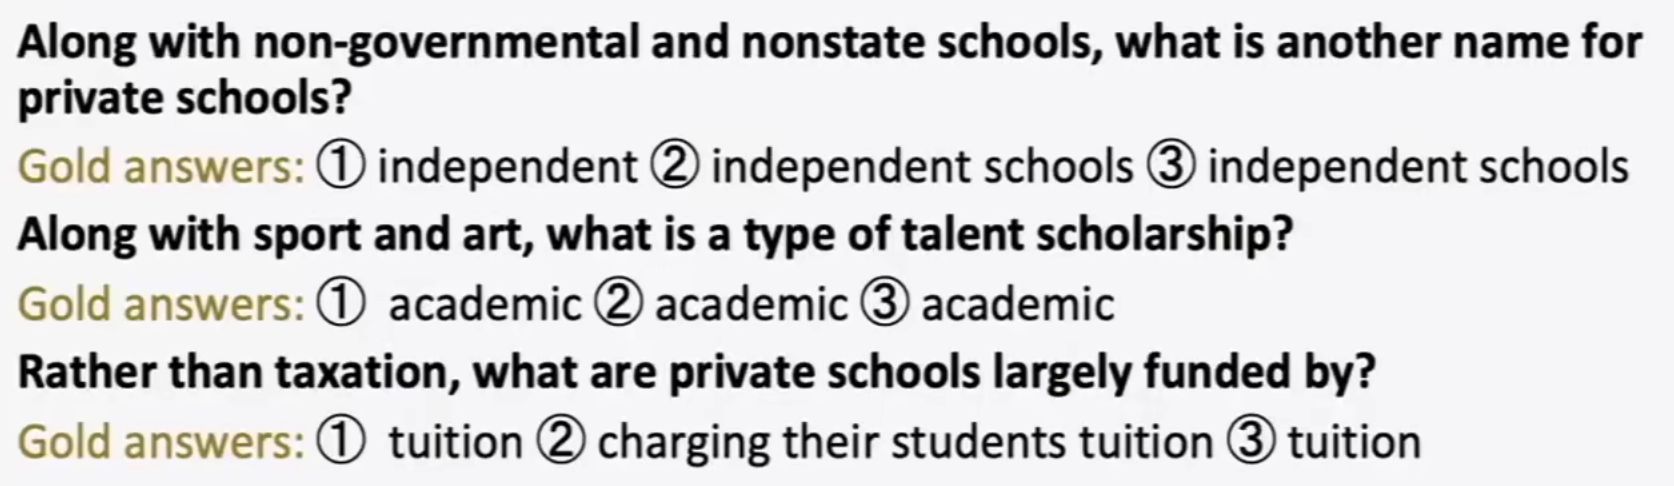 Along with non-governmental and nonstate schools, what is another name for
private schools?
Gold answers: ① independent ② independent schools ③ independent schools
Along with sport and art, what is a type of talent scholarship?
Gold answers: ① academic ② academic ③ academic
Rather than taxation, what are private schools largely funded by?
Gold answers: ① tuition ② charging their students tuition ③ tuition